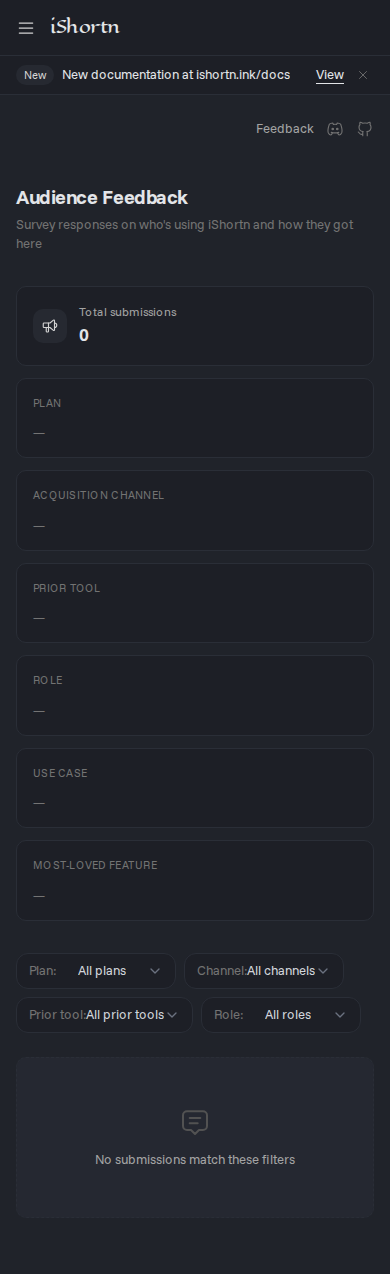 iShortn
New New documentation at ishortn.ink/docs View
Feedback
Audience Feedback
Survey responses on who's using iShortn and how they got
here
Total submissions
0
PLAN
—
ACQUISITION CHANNEL
—
PRIOR TOOL
—
ROLE
—
USE CASE
—
MOST-LOVED FEATURE
—
Plan: All plans Channel: All channels
Prior tool: All prior tools Role: All roles
No submissions match these filters